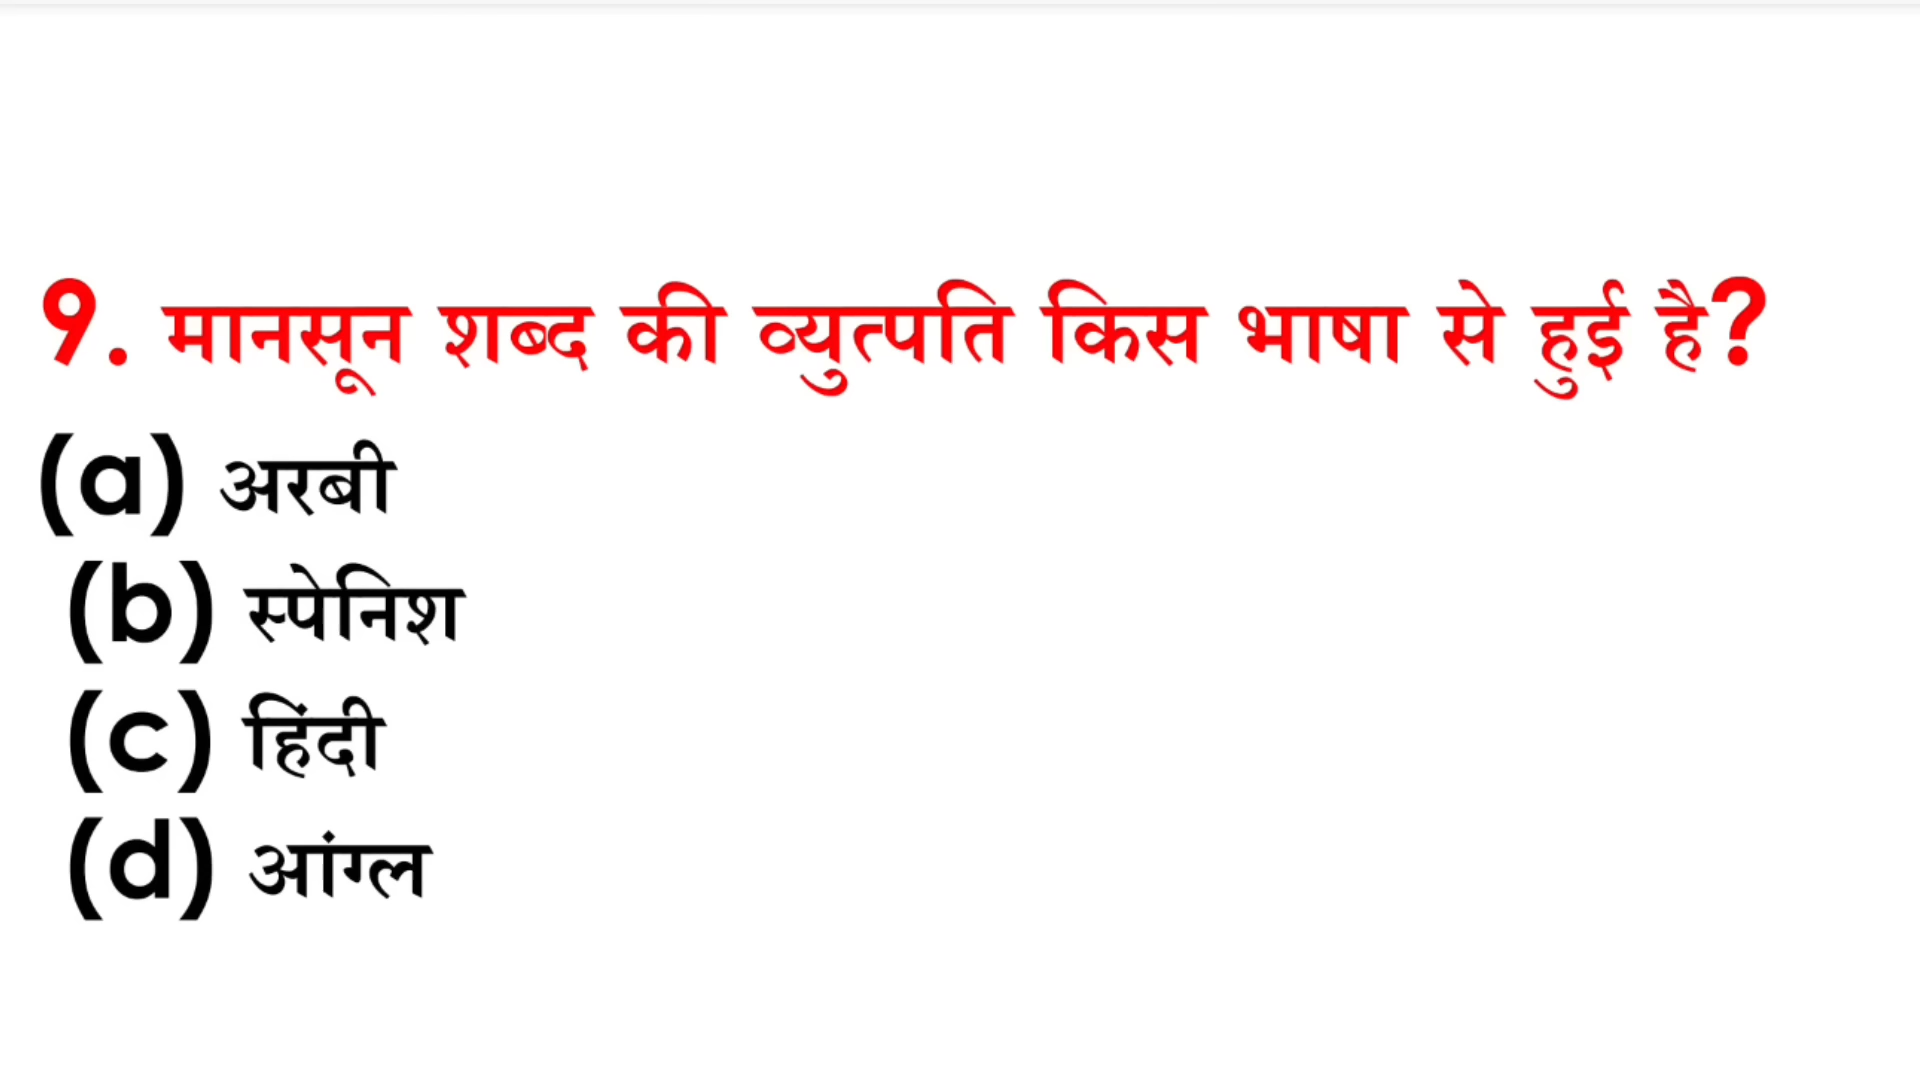 9. मानसून शब्द की व्युत्पति किस भाषा से हुई है?
(a) अरबी
(b) स्पेनिश
(c) हिंदी
(d) आंग्ल